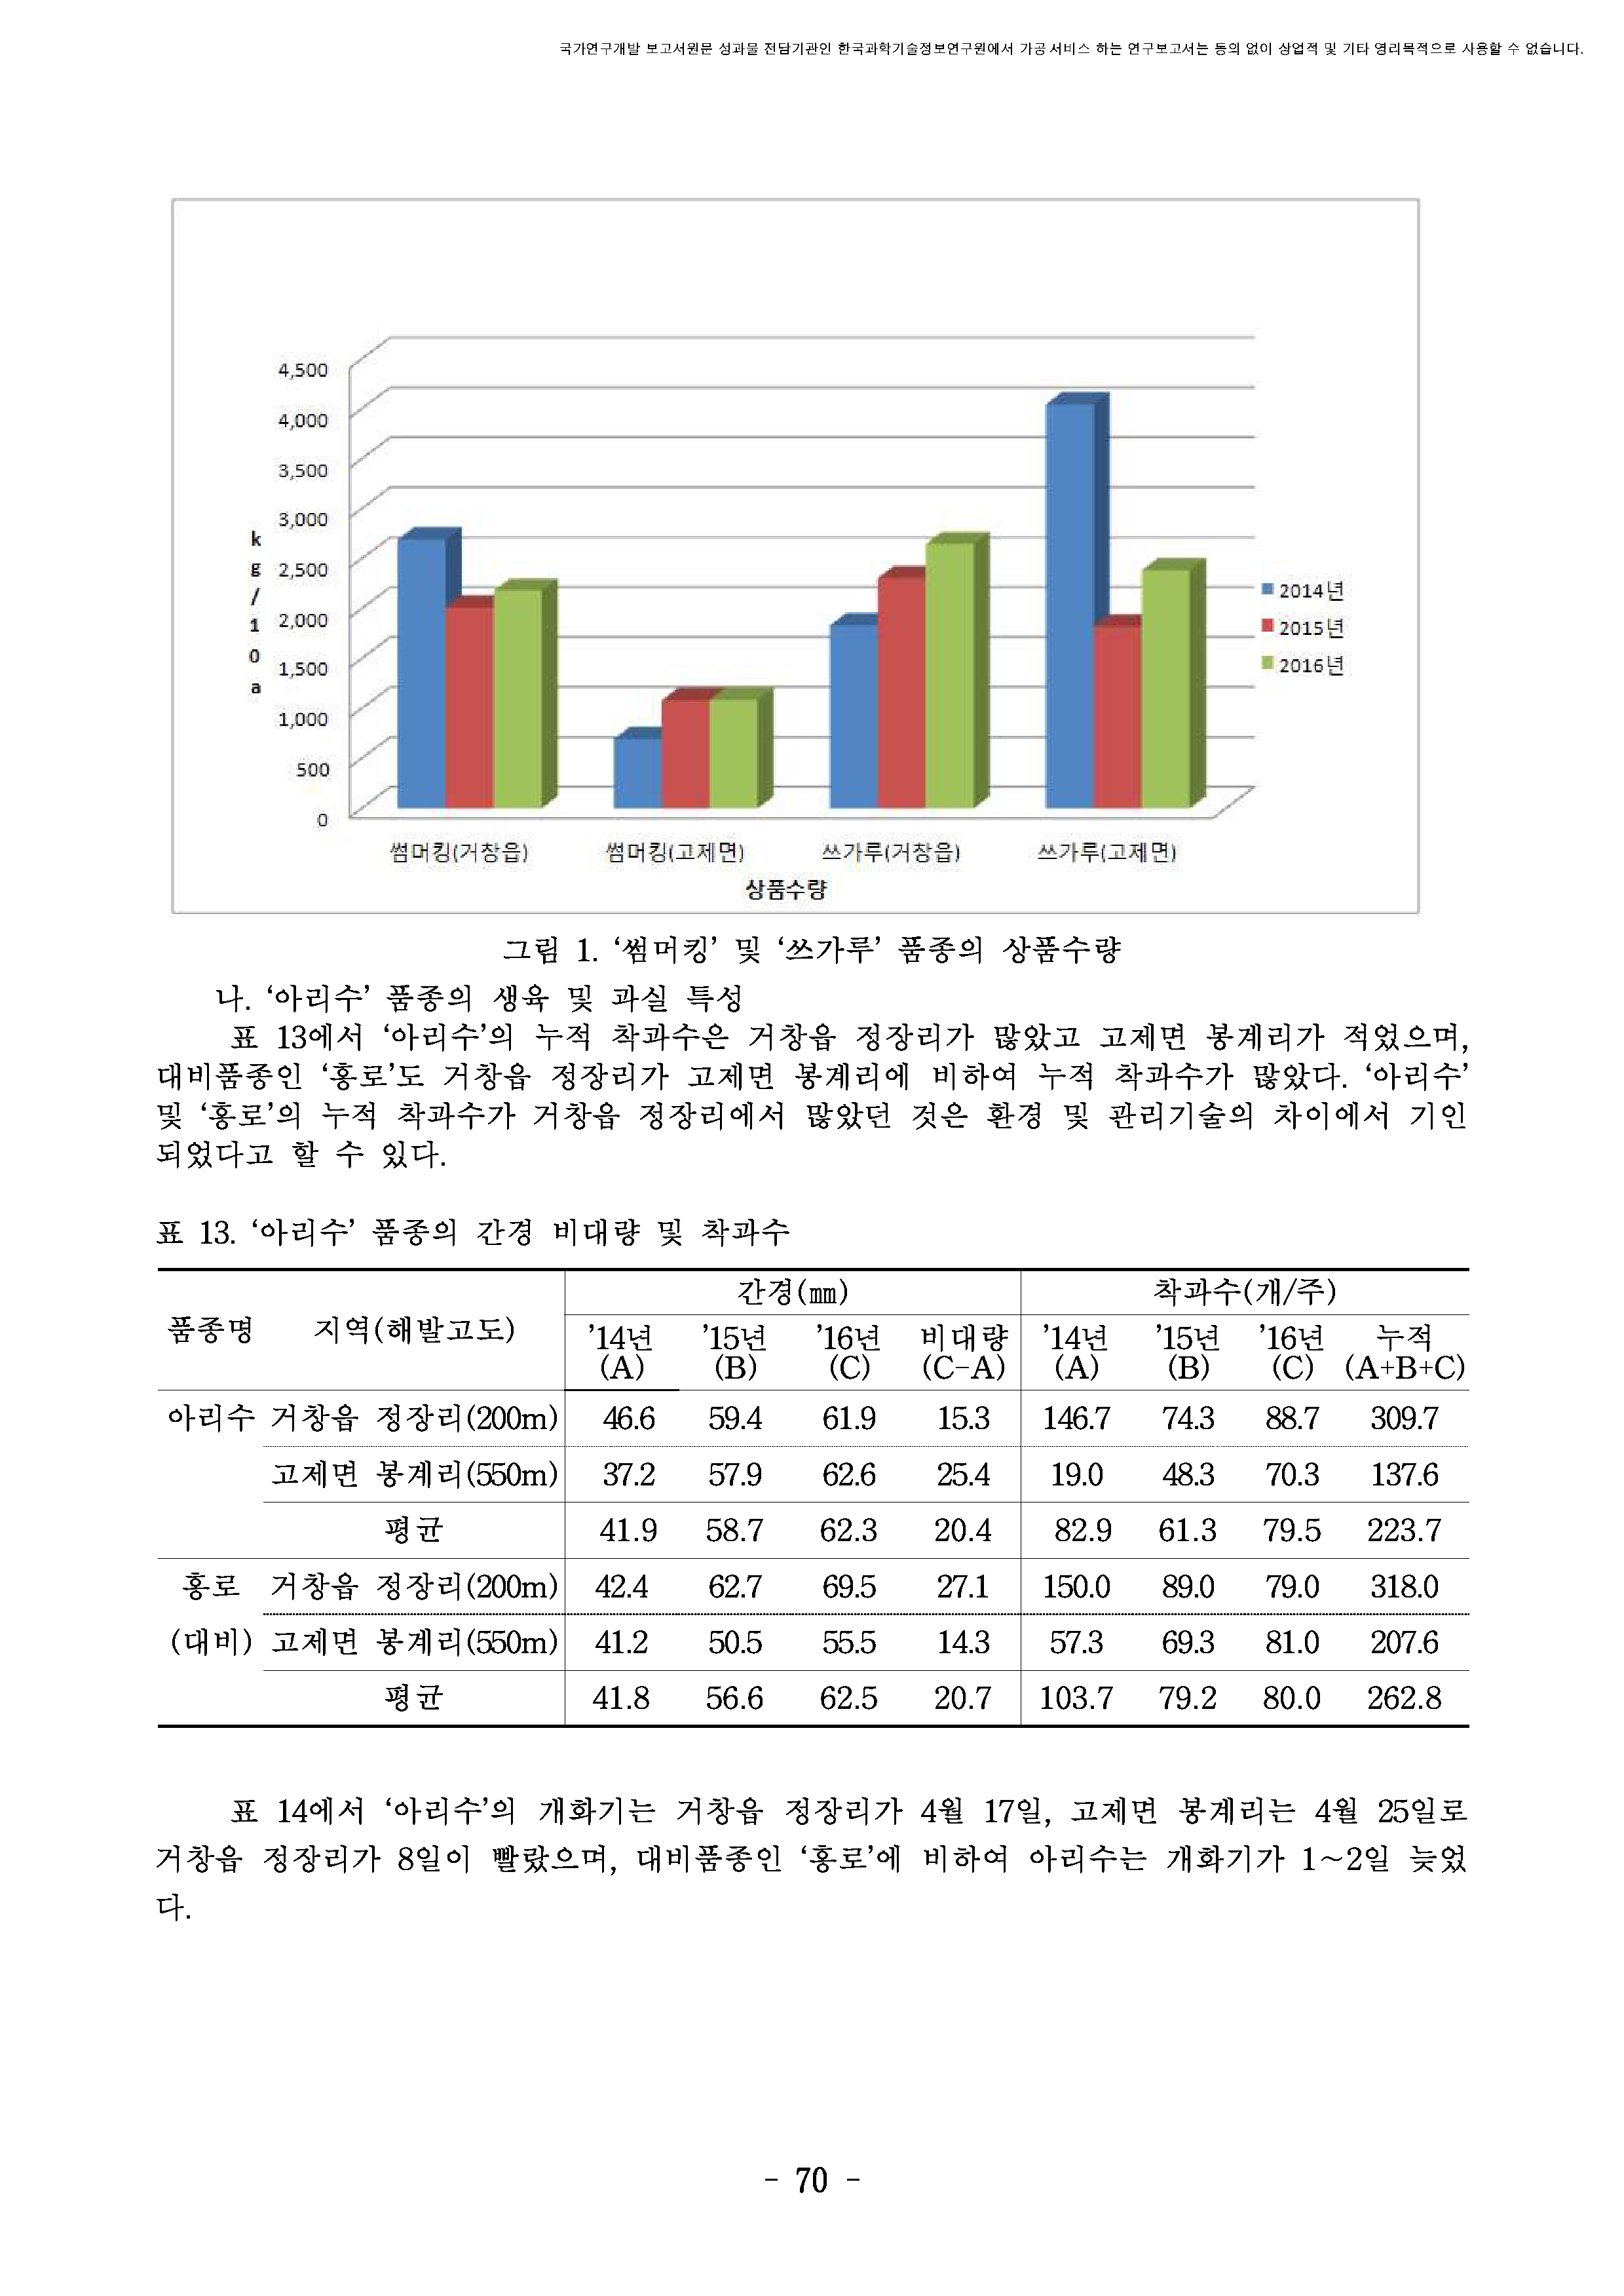 국가연구개발 보고서원문 성과물 전담기관인 한국과학기술정보연구원에서 가공·서비스 하는 연구보고서는 동의 없이 상업적 및 기타 영리목적으로 사용할 수 없습니다.
4,500
4,000
3,500
3,000
2,500
2,000
1,500
1,000
500
0
kg/10a
2014년
2015년
2016년
썸머킹(거창읍) 썸머킹(고제면) 쓰가루(거창읍) 쓰가루(고제면)
상품수량
그림 1. ‘썸머킹’ 및 ‘쓰가루’ 품종의 상품수량
나. ‘아리수’ 품종의 생육 및 과실 특성
표 13에서 ‘아리수’의 누적 착과수은 거창읍 정장리가 많았고 고제면 봉계리가 적었으며,
대비품종인 ‘홍로’도 거창읍 정장리가 고제면 봉계리에 비하여 누적 착과수가 많았다. ‘아리수’
및 ‘홍로’의 누적 착과수가 거창읍 정장리에서 많았던 것은 환경 및 관리기술의 차이에서 기인
되었다고 할 수 있다.
표 13. ‘아리수’ 품종의 간경 비대량 및 착과수
간경(㎜) 착과수(개/주)
품종명 지역(해발고도)
’14년 ’15년 ’16년 비대량 ’14년 ’15년 ’16년 누적
(A) (B) (C) (C-A) (A) (B) (C) (A+B+C)
아리수 거창읍 정장리(200m) 46.6 59.4 61.9 15.3 146.7 74.3 88.7 309.7
고제면 봉계리(550m) 37.2 57.9 62.6 25.4 19.0 48.3 70.3 137.6
평균 41.9 58.7 62.3 20.4 82.9 61.3 79.5 223.7
홍로 거창읍 정장리(200m) 42.4 62.7 69.5 27.1 150.0 89.0 79.0 318.0
(대비) 고제면 봉계리(550m) 41.2 50.5 55.5 14.3 57.3 69.3 81.0 207.6
평균 41.8 56.6 62.5 20.7 103.7 79.2 80.0 262.8
표 14에서 ‘아리수’의 개화기는 거창읍 정장리가 4월 17일, 고제면 봉계리는 4월 25일로
거창읍 정장리가 8일이 빨랐으며, 대비품종인 ‘홍로’에 비하여 아리수는 개화기가 1~2일 늦었
다.
- 70 -